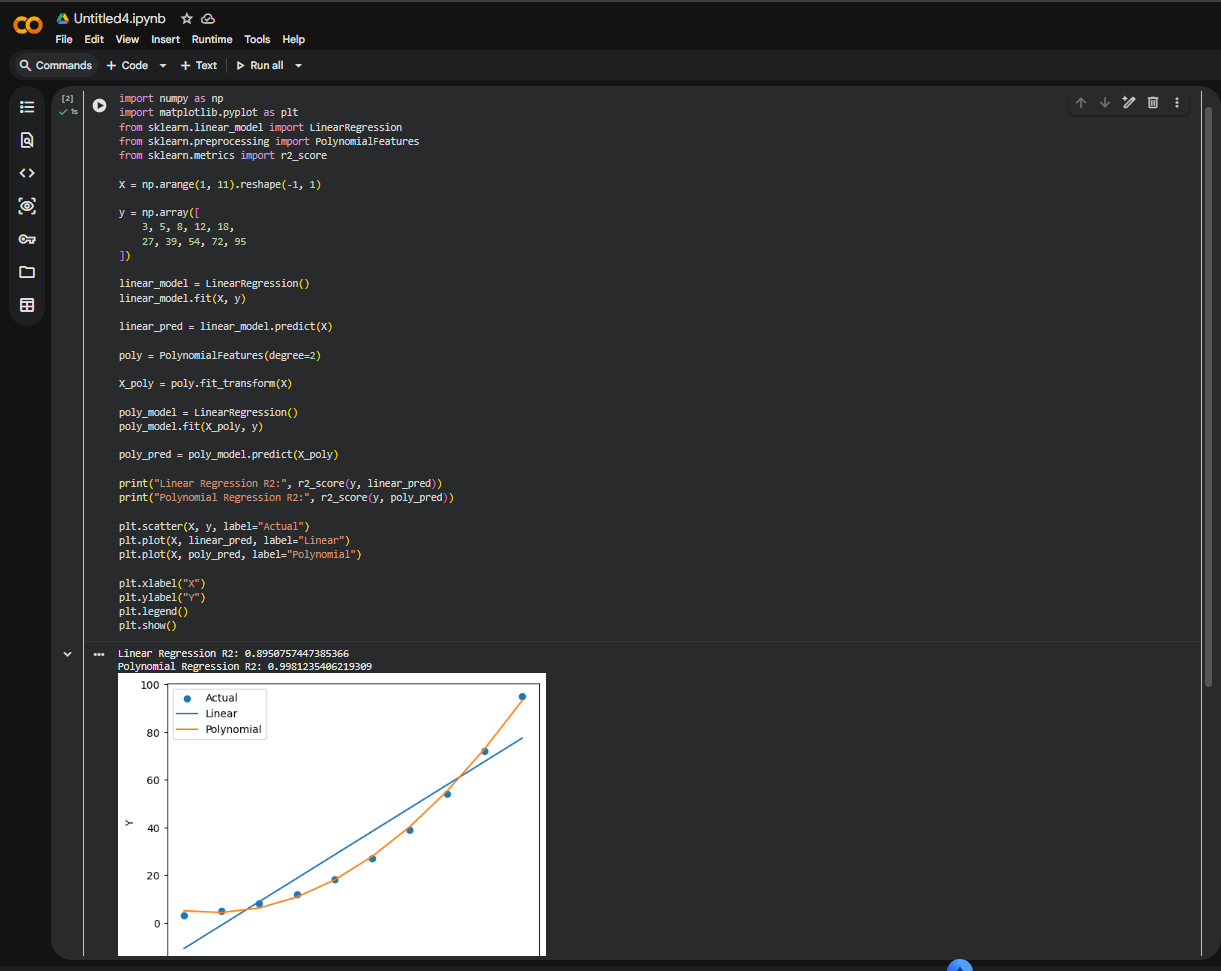 Untitled4.ipynb
File Edit View Insert Runtime Tools Help
Commands + Code + Text Run all
[2]
1s
import numpy as np
import matplotlib.pyplot as plt
from sklearn.linear_model import LinearRegression
from sklearn.preprocessing import PolynomialFeatures
from sklearn.metrics import r2_score
X = np.arange(1, 11).reshape(-1, 1)
y = np.array([
3, 5, 8, 12, 18,
27, 39, 54, 72, 95
])
linear_model = LinearRegression()
linear_model.fit(X, y)
linear_pred = linear_model.predict(X)
poly = PolynomialFeatures(degree=2)
X_poly = poly.fit_transform(X)
poly_model = LinearRegression()
poly_model.fit(X_poly, y)
poly_pred = poly_model.predict(X_poly)
print("Linear Regression R2:", r2_score(y, linear_pred))
print("Polynomial Regression R2:", r2_score(y, poly_pred))
plt.scatter(X, y, label="Actual")
plt.plot(X, linear_pred, label="Linear")
plt.plot(X, poly_pred, label="Polynomial")
plt.xlabel("X")
plt.ylabel("Y")
plt.legend()
plt.show()
Linear Regression R2: 0.8950757447385366
Polynomial Regression R2: 0.9981235406219309
100
Actual
Linear
Polynomial
80
60
Y
40
20
0